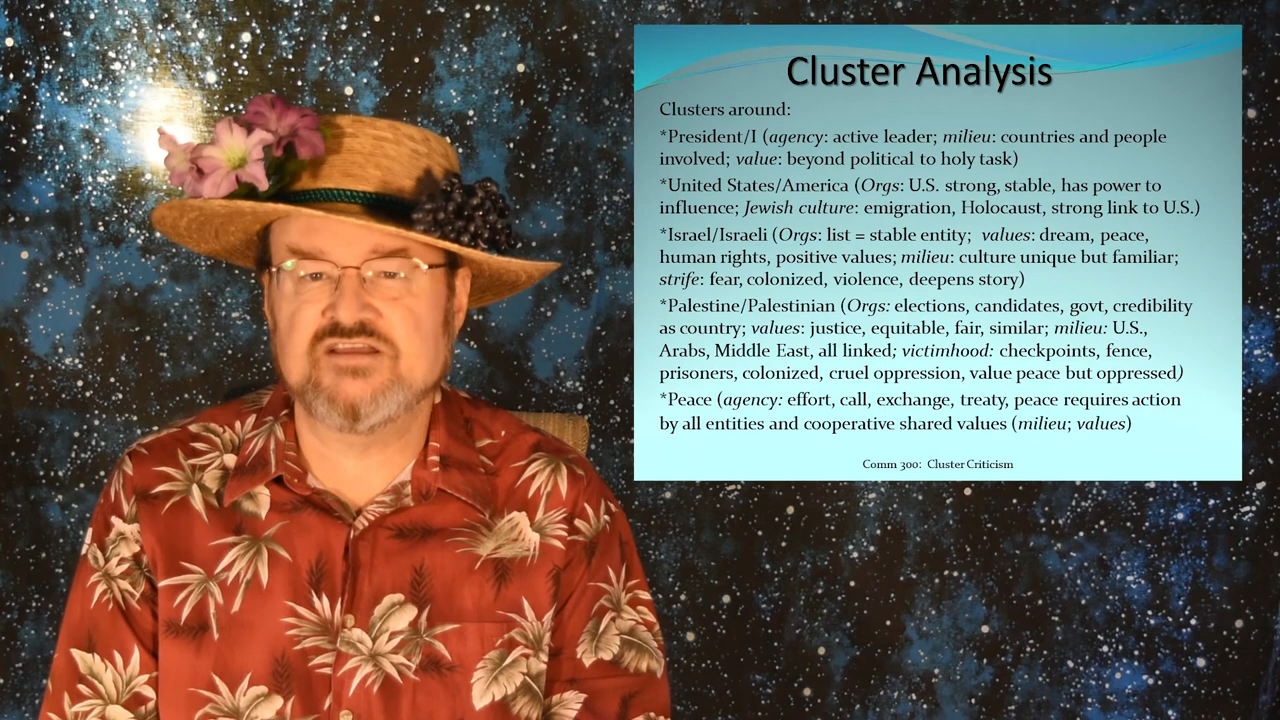 Cluster Analysis
Clusters around:
*President/I (agency: active leader; milieu: countries and people
involved; value: beyond political to holy task)
*United States/America (Orgs: U.S. strong, stable, has power to
influence; Jewish culture: emigration, Holocaust, strong link to U.S.)
*Israel/Israeli (Orgs: list = stable entity;  values: dream, peace,
human rights, positive values; milieu: culture unique but familiar;
strife: fear, colonized, violence, deepens story)
*Palestine/Palestinian (Orgs: elections, candidates, govt, credibility
as country; values: justice, equitable, fair, similar; milieu: U.S.,
Arabs, Middle East, all linked; victimhood: checkpoints, fence,
prisoners, colonized, cruel oppression, value peace but oppressed)
*Peace (agency: effort, call, exchange, treaty, peace requires action
by all entities and cooperative shared values (milieu; values)
Comm 300:  Cluster Criticism